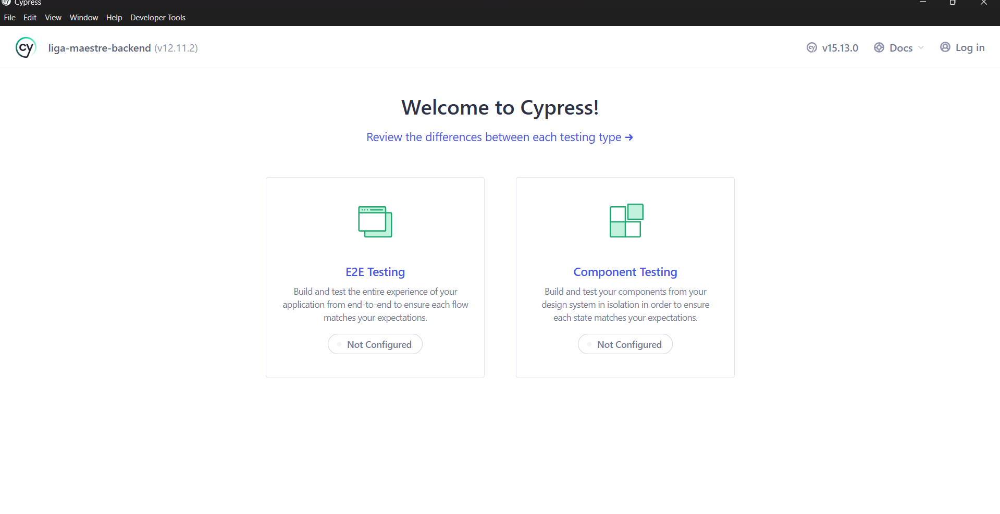 Cypress
File Edit View Window Help Developer Tools
cy liga-maestre-backend (v12.11.2)
cy v15.13.0 Docs Log in
Welcome to Cypress!
Review the differences between each testing type →
E2E Testing
Build and test the entire experience of your
application from end-to-end to ensure each flow
matches your expectations.
Not Configured
Component Testing
Build and test your components from your
design system in isolation in order to ensure
each state matches your expectations.
Not Configured